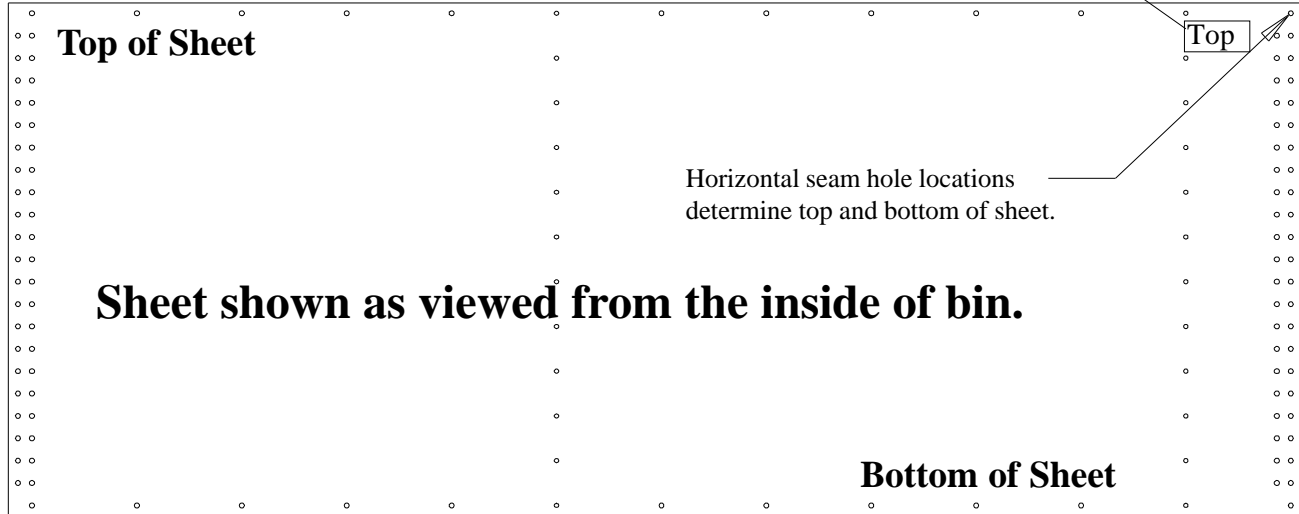 Top of Sheet
Top
Horizontal seam hole locations
determine top and bottom of sheet.
Sheet shown as viewed from the inside of bin.
Bottom of Sheet